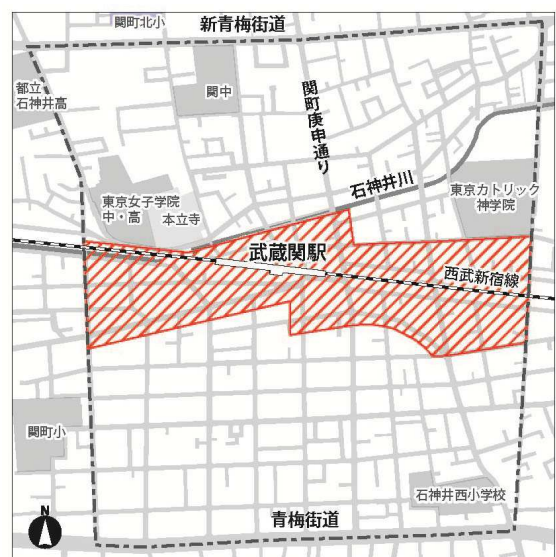 関町北小
新青梅街道
都立
石神井高
関中
関町庚申通り
石神井川
東京女子学院
中・高
本立寺
東京カトリック
神学院
武蔵関駅
西武新宿線
関町小
石神井西小学校
青梅街道
N